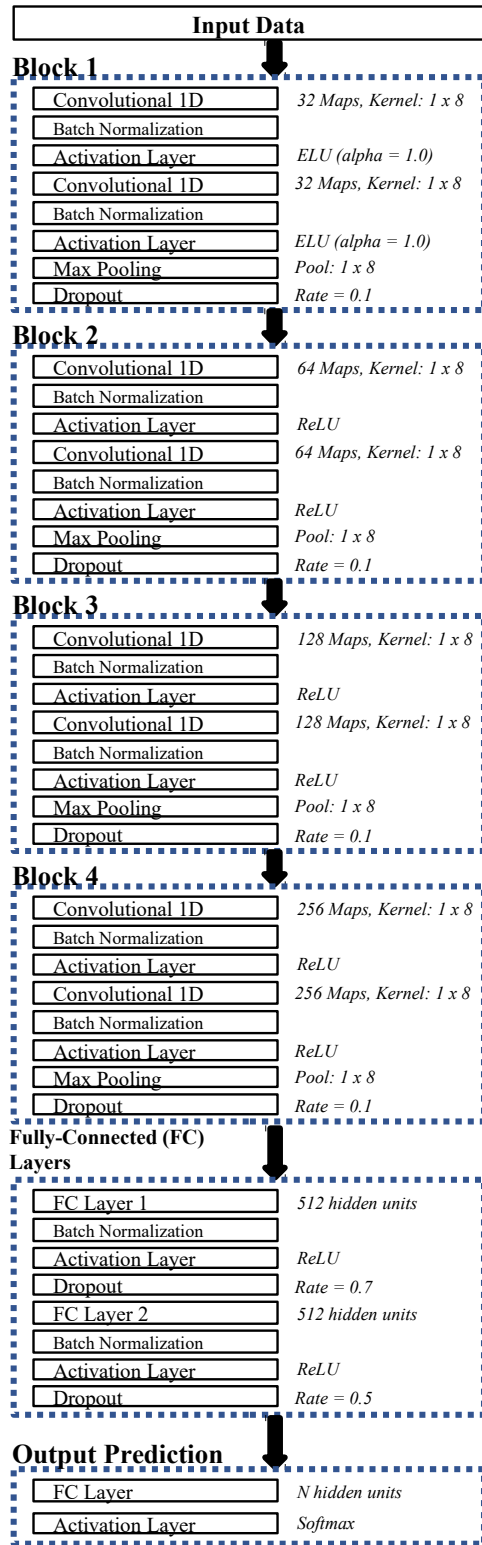 Input Data
Block 1
Convolutional 1D 32 Maps, Kernel: 1 x 8
Batch Normalization
Activation Layer ELU (alpha = 1.0)
Convolutional 1D 32 Maps, Kernel: 1 x 8
Batch Normalization
Activation Layer ELU (alpha = 1.0)
Max Pooling Pool: 1 x 8
Dropout Rate = 0.1
Block 2
Convolutional 1D 64 Maps, Kernel: 1 x 8
Batch Normalization
Activation Layer ReLU
Convolutional 1D 64 Maps, Kernel: 1 x 8
Batch Normalization
Activation Layer ReLU
Max Pooling Pool: 1 x 8
Dropout Rate = 0.1
Block 3
Convolutional 1D 128 Maps, Kernel: 1 x 8
Batch Normalization
Activation Layer ReLU
Convolutional 1D 128 Maps, Kernel: 1 x 8
Batch Normalization
Activation Layer ReLU
Max Pooling Pool: 1 x 8
Dropout Rate = 0.1
Block 4
Convolutional 1D 256 Maps, Kernel: 1 x 8
Batch Normalization
Activation Layer ReLU
Convolutional 1D 256 Maps, Kernel: 1 x 8
Batch Normalization
Activation Layer ReLU
Max Pooling Pool: 1 x 8
Dropout Rate = 0.1
Fully-Connected (FC)
Layers
FC Layer 1 512 hidden units
Batch Normalization
Activation Layer ReLU
Dropout Rate = 0.7
FC Layer 2 512 hidden units
Batch Normalization
Activation Layer ReLU
Dropout Rate = 0.5
Output Prediction
FC Layer N hidden units
Activation Layer Softmax